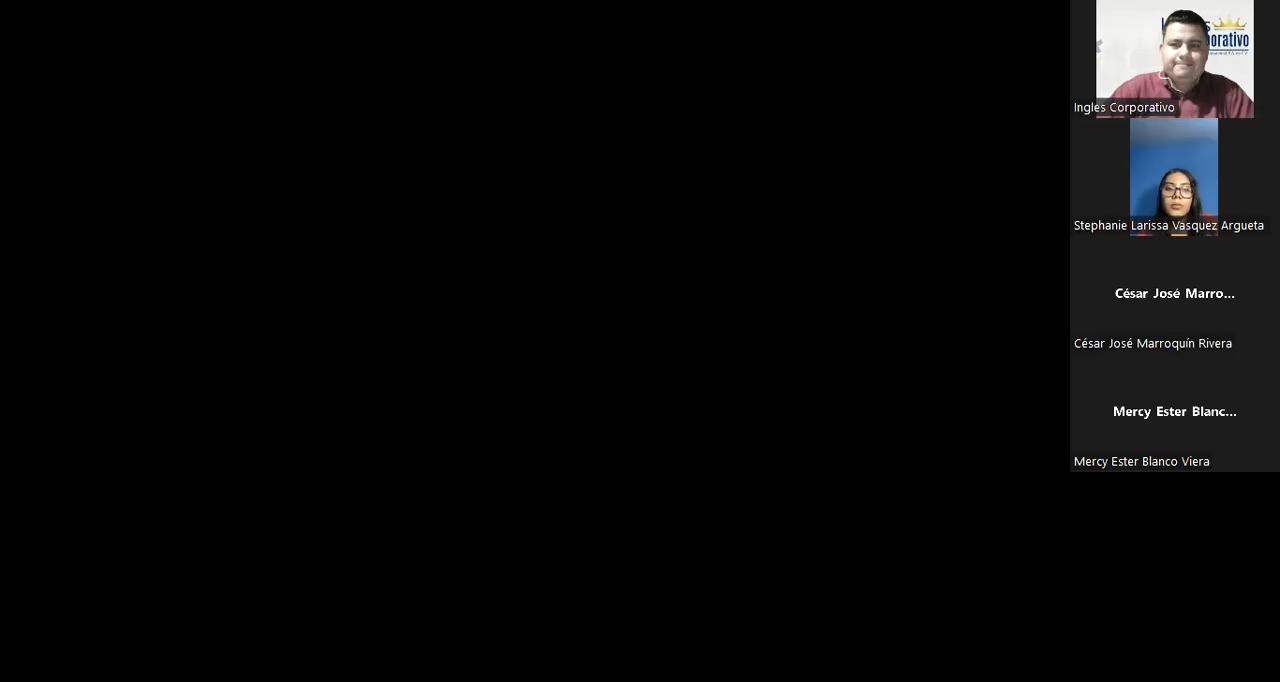 orativo
Ingles Corporativo
Stephanie Larissa Vasquez Argueta
César José Marro...
César José Marroquín Rivera
Mercy Ester Blanc...
Mercy Ester Blanco Viera